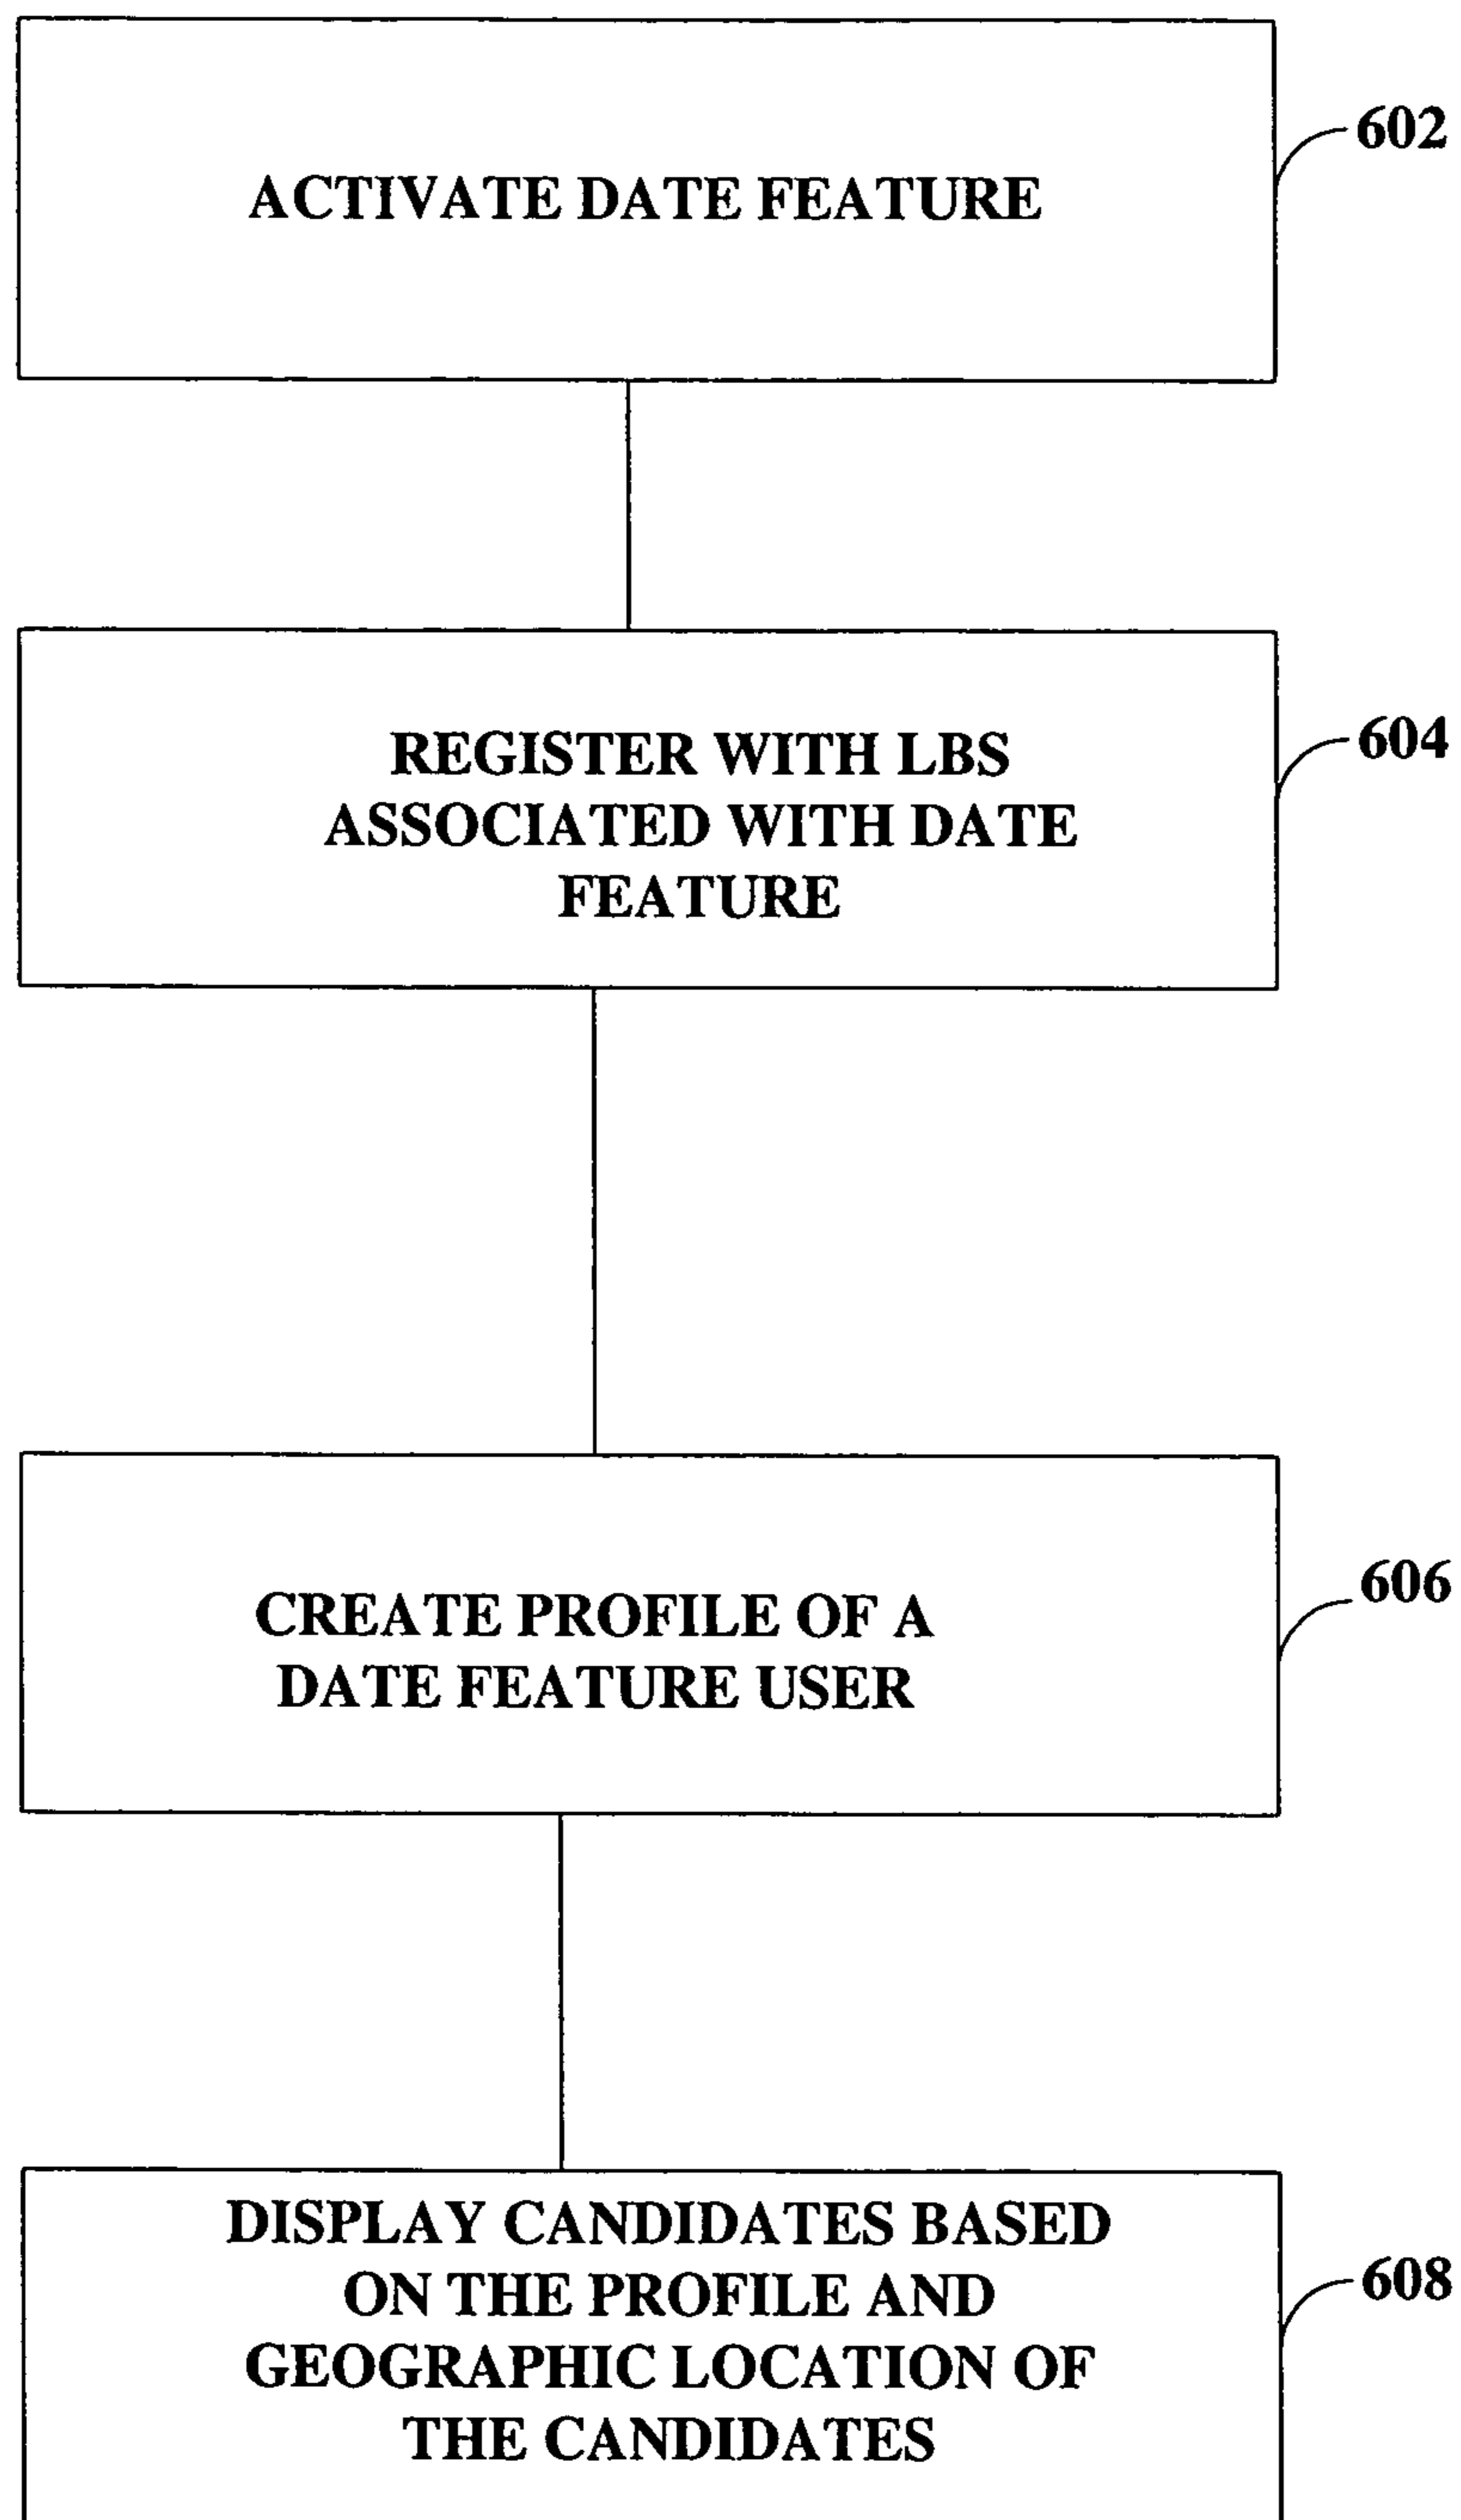 602
ACTIVATE DATE FEATURE
604
REGISTER WITH LBS
ASSOCIATED WITH DATE
FEATURE
606
CREATE PROFILE OF A
DATE FEATURE USER
608
DISPLAY CANDIDATES BASED
ON THE PROFILE AND
GEOGRAPHIC LOCATION OF
THE CANDIDATES